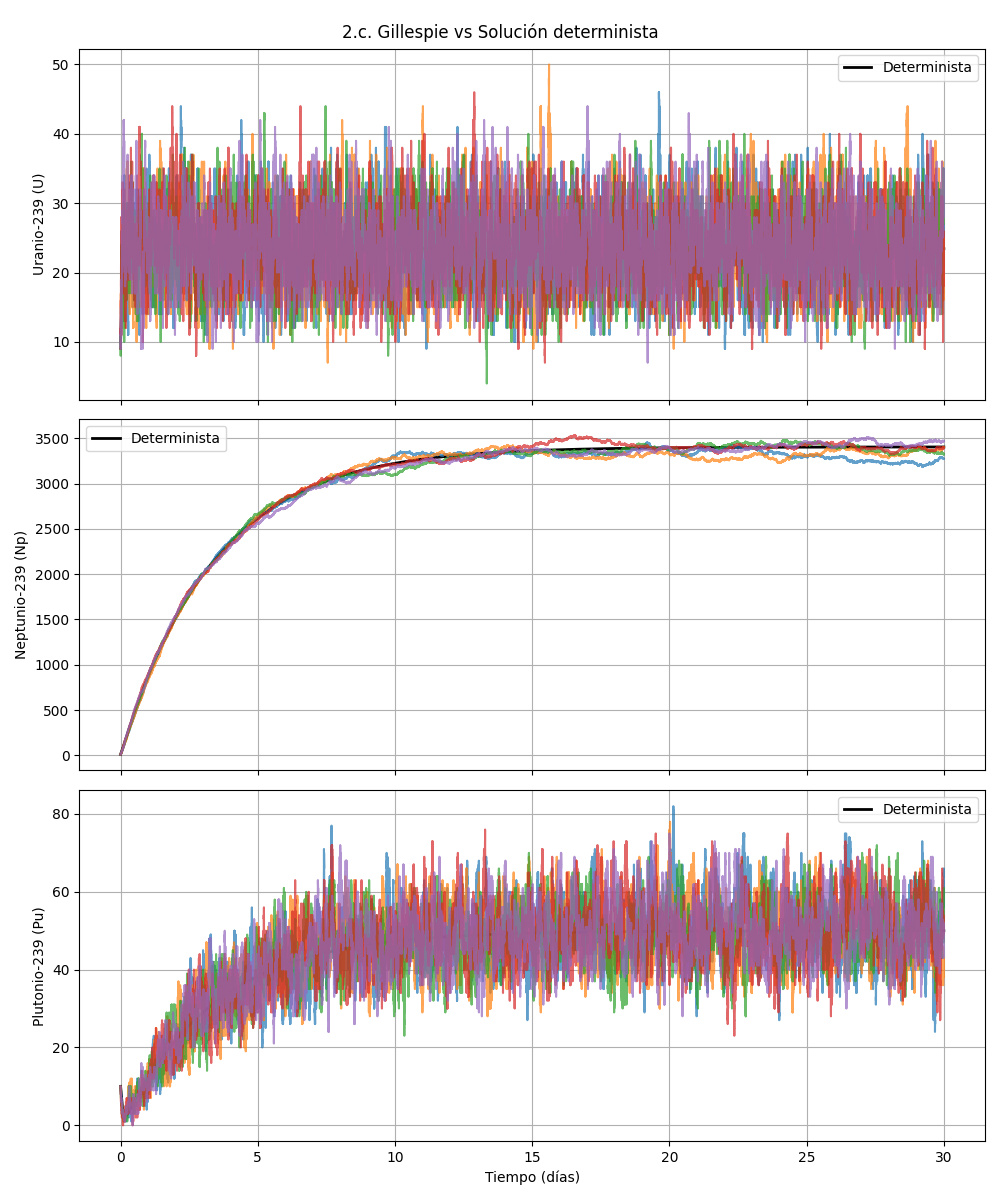 2.c. Gillespie vs Solución determinista
50
40
30
20
10
Uranio-239 (U)
Determinista
3500
3000
2500
2000
1500
1000
500
0
Neptunio-239 (Np)
Determinista
80
60
40
20
0
Plutonio-239 (Pu)
Determinista
0 5 10 15 20 25 30
Tiempo (días)